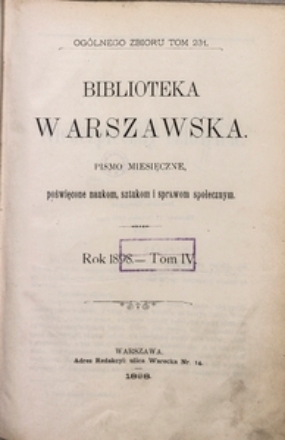 OGÓLNEGO ZBIORU TOM 231.
BIBLIOTEKA
WARSZAWSKA.
PISMO MIESIĘCZNE,
poświęcone naukom, sztukom i sprawom społecznym.
Rok 1898.— Tom IV.
WARSZAWA.
Adres Redakcyi: ulica Warecka Nr. 14.
1898.